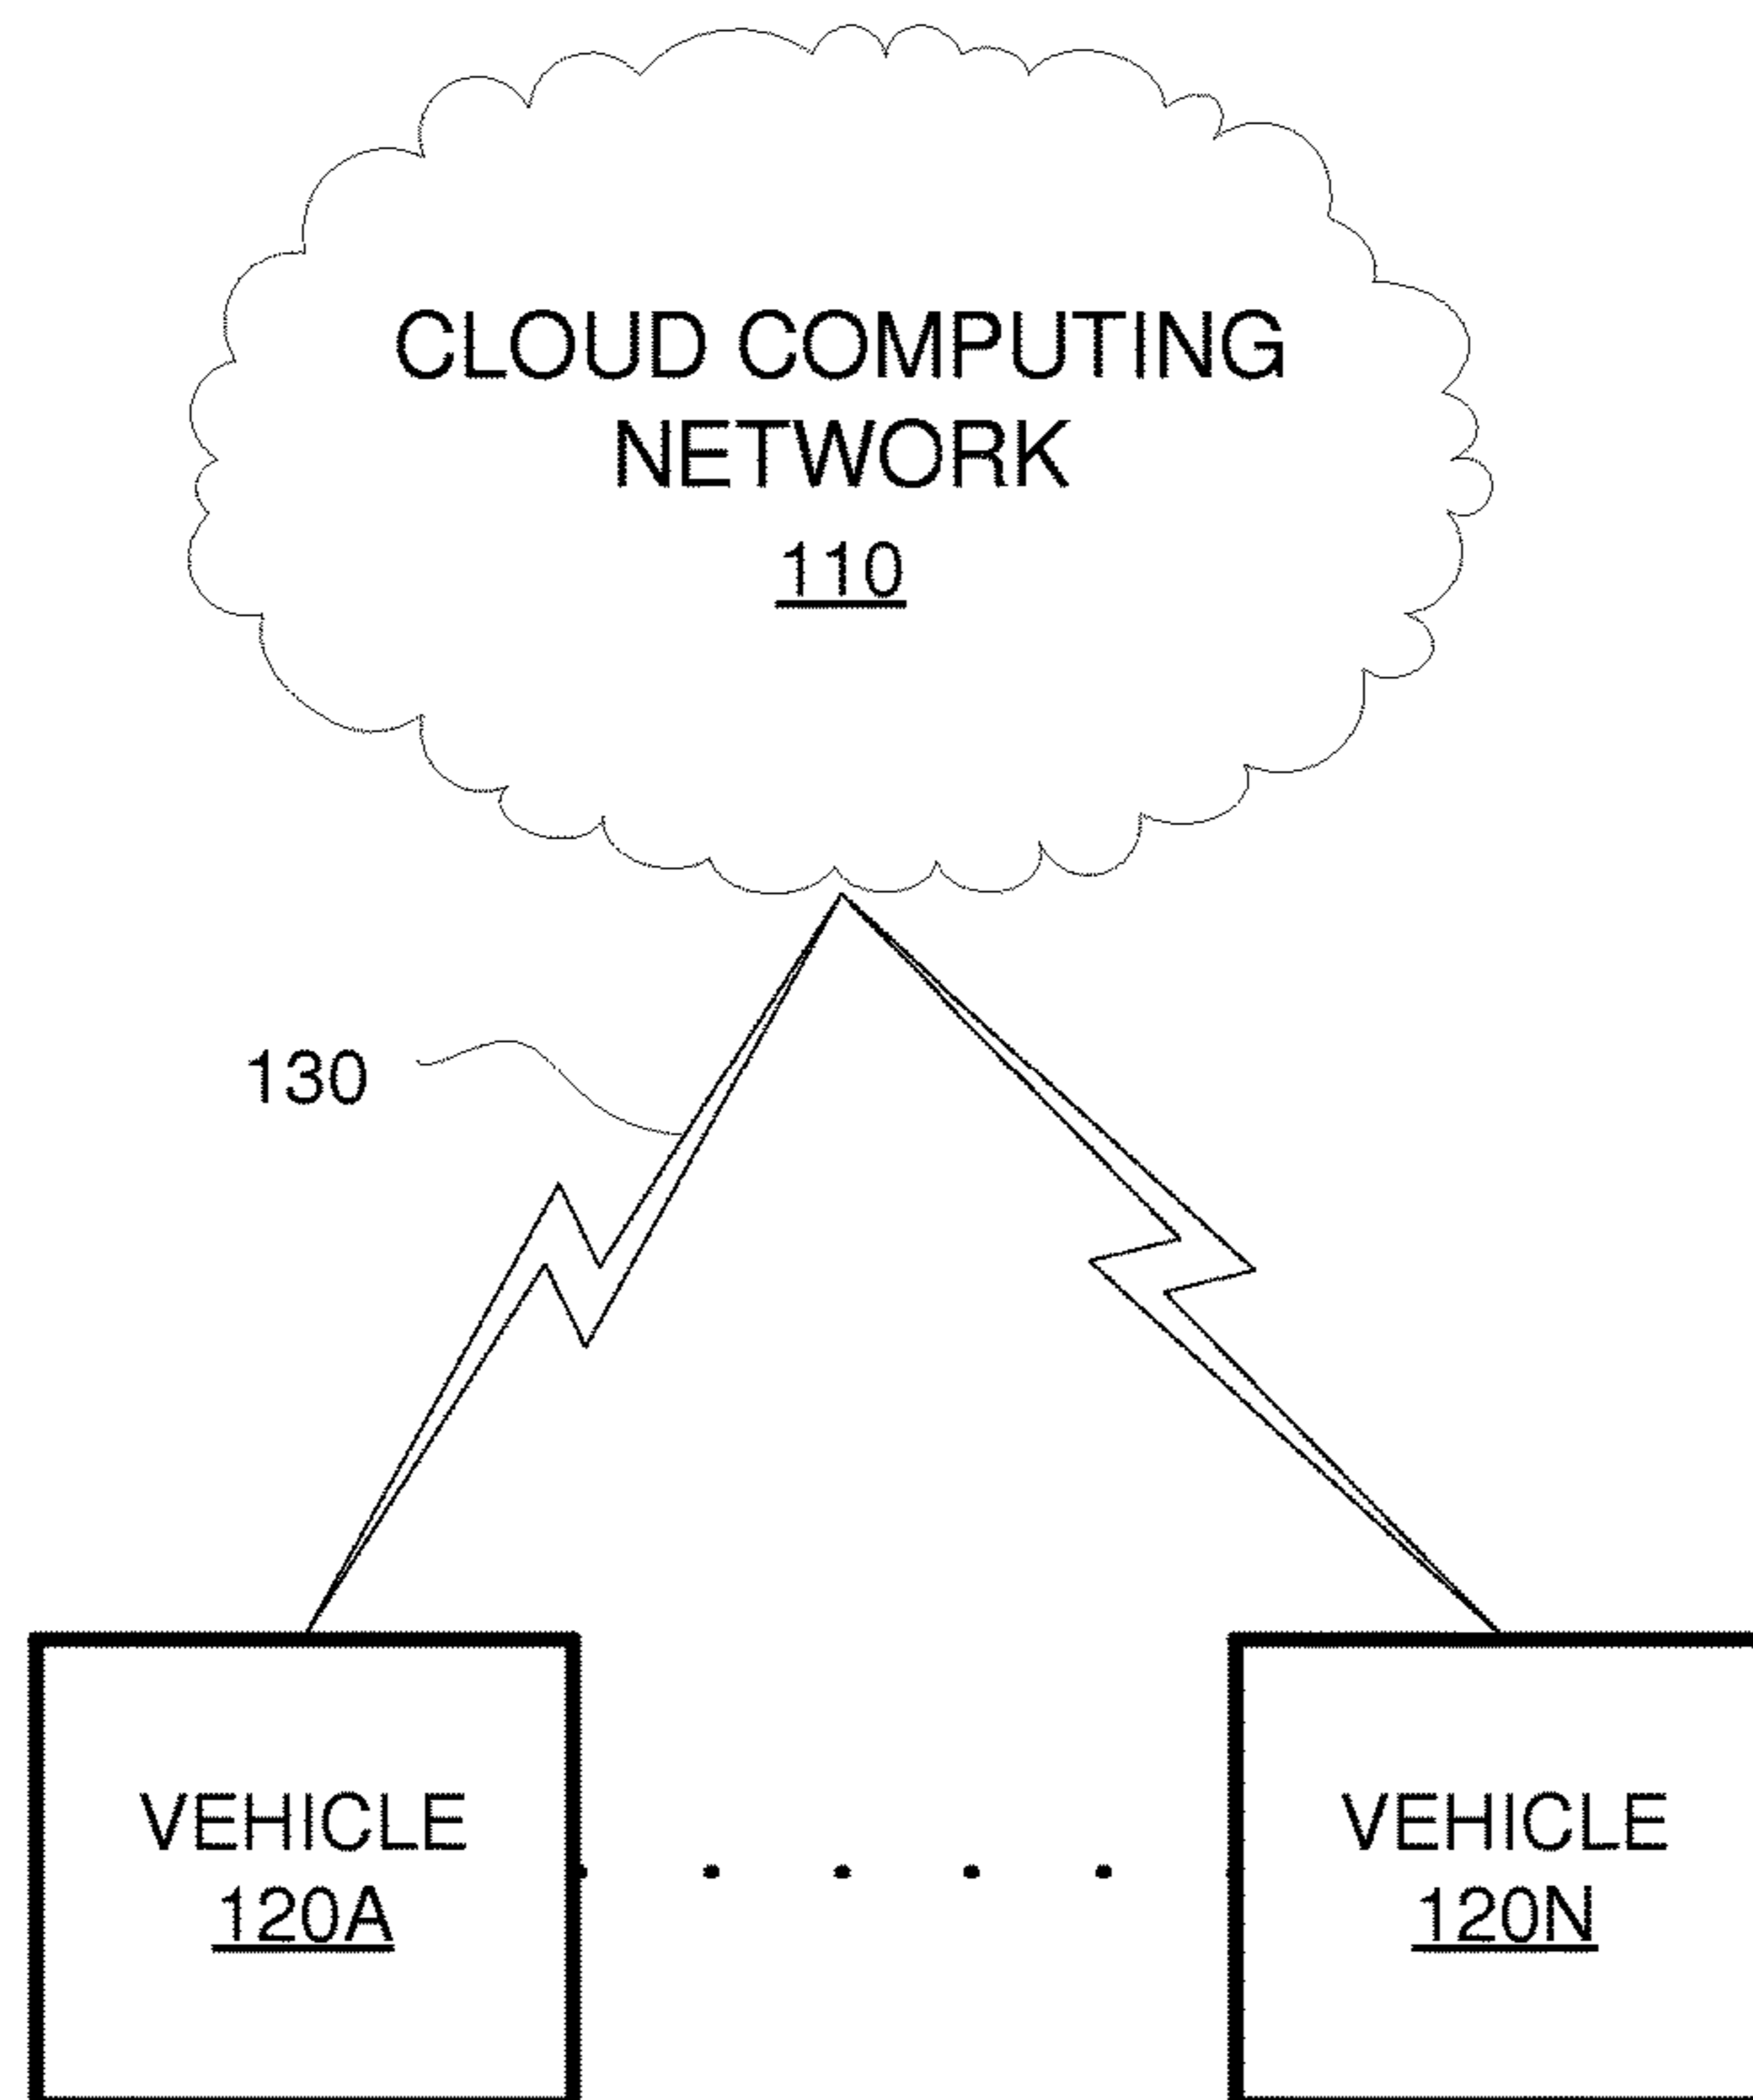 CLOUD COMPUTING
NETWORK
110
130
VEHICLE
120A
VEHICLE
120N